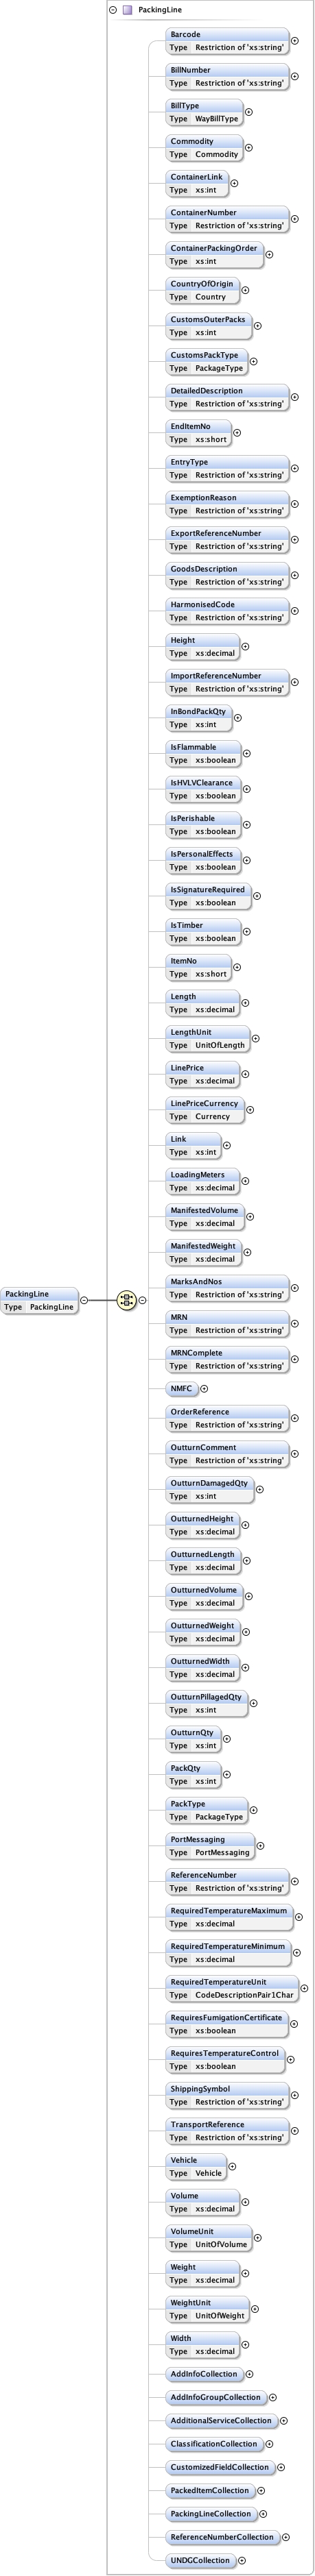 PackingLine
Barcode
Type Restriction of 'xs:string'
BillNumber
Type Restriction of 'xs:string'
BillType
Type WayBillType
Commodity
Type Commodity
ContainerLink
Type xs:int
ContainerNumber
Type Restriction of 'xs:string'
ContainerPackingOrder
Type xs:int
CountryOfOrigin
Type Country
CustomsOuterPacks
Type xs:int
CustomsPackType
Type PackageType
DetailedDescription
Type Restriction of 'xs:string'
EndItemNo
Type xs:short
EntryType
Type Restriction of 'xs:string'
ExemptionReason
Type Restriction of 'xs:string'
ExportReferenceNumber
Type Restriction of 'xs:string'
GoodsDescription
Type Restriction of 'xs:string'
HarmonisedCode
Type Restriction of 'xs:string'
Height
Type xs:decimal
ImportReferenceNumber
Type Restriction of 'xs:string'
InBondPackQty
Type xs:int
IsFlammable
Type xs:boolean
IsHVLVClearance
Type xs:boolean
IsPerishable
Type xs:boolean
IsPersonalEffects
Type xs:boolean
IsSignatureRequired
Type xs:boolean
IsTimber
Type xs:boolean
ItemNo
Type xs:short
Length
Type xs:decimal
LengthUnit
Type UnitOfLength
LinePrice
Type xs:decimal
LinePriceCurrency
Type Currency
Link
Type xs:int
LoadingMeters
Type xs:decimal
ManifestedVolume
Type xs:decimal
ManifestedWeight
Type xs:decimal
PackingLine
Type PackingLine
MarksAndNos
Type Restriction of 'xs:string'
MRN
Type Restriction of 'xs:string'
MRNComplete
Type Restriction of 'xs:string'
NMFC
OrderReference
Type Restriction of 'xs:string'
OutturnComment
Type Restriction of 'xs:string'
OutturnDamagedQty
Type xs:int
OutturnedHeight
Type xs:decimal
OutturnedLength
Type xs:decimal
OutturnedVolume
Type xs:decimal
OutturnedWeight
Type xs:decimal
OutturnedWidth
Type xs:decimal
OutturnPillagedQty
Type xs:int
OutturnQty
Type xs:int
PackQty
Type xs:int
PackType
Type PackageType
PortMessaging
Type PortMessaging
ReferenceNumber
Type Restriction of 'xs:string'
RequiredTemperatureMaximum
Type xs:decimal
RequiredTemperatureMinimum
Type xs:decimal
RequiredTemperatureUnit
Type CodeDescriptionPair1Char
RequiresFumigationCertificate
Type xs:boolean
RequiresTemperatureControl
Type xs:boolean
ShippingSymbol
Type Restriction of 'xs:string'
TransportReference
Type Restriction of 'xs:string'
Vehicle
Type Vehicle
Volume
Type xs:decimal
VolumeUnit
Type UnitOfVolume
Weight
Type xs:decimal
WeightUnit
Type UnitOfWeight
Width
Type xs:decimal
AddInfoCollection
AddInfoGroupCollection
AdditionalServiceCollection
ClassificationCollection
CustomizedFieldCollection
PackedItemCollection
PackingLineCollection
ReferenceNumberCollection
UNDGCollection